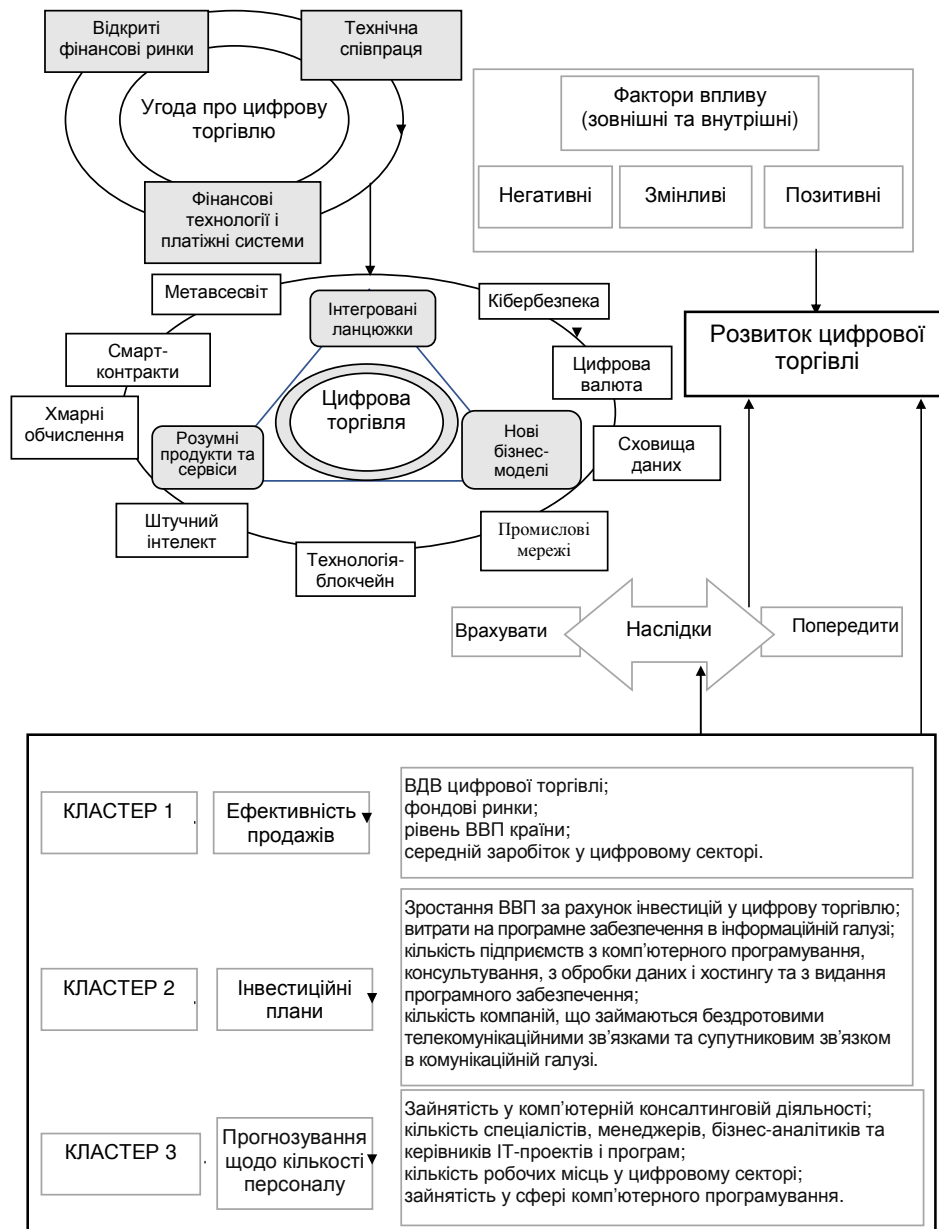 Відкриті
фінансові ринки
Технічна
співпраця
Угода про цифрову
торгівлю
Фінансові
технології і
платіжні системи
Фактори впливу
(зовнішні та внутрішні)
Негативні
Змінливі
Позитивні
Розвиток цифрової
торгівлі
Метавсесвіт
Кібербезпека
Інтегровані
ланцюжки
Смарт-
контракти
Цифрова
валюта
Цифрова
торгівля
Хмарні
обчислення
Розумні
продукти та
сервіси
Нові
бізнес-
моделі
Сховища
даних
Штучний
інтелект
Технологія-
блокчейн
Промислові
мережі
Врахувати
Наслідки
Попередити
КЛАСТЕР 1
Ефективність
продажів
ВДВ цифрової торгівлі;
фондові ринки;
рівень ВВП країни;
середній заробіток у цифровому секторі.
КЛАСТЕР 2
Інвестиційні
плани
Зростання ВВП за рахунок інвестицій у цифрову торгівлю;
витрати на програмне забезпечення в інформаційній галузі;
кількість підприємств з комп’ютерного програмування,
консультування, з обробки даних і хостингу та з видання
програмного забезпечення;
кількість компаній, що займаються бездротовими
телекомунікаційними зв’язками та супутниковим зв’язком
в комунікаційній галузі.
КЛАСТЕР 3
Прогнозування
щодо кількості
персоналу
Зайнятість у комп’ютерній консалтинговій діяльності;
кількість спеціалістів, менеджерів, бізнес-аналітиків та
керівників ІТ-проектів і програм;
кількість робочих місць у цифровому секторі;
зайнятість у сфері комп’ютерного програмування.